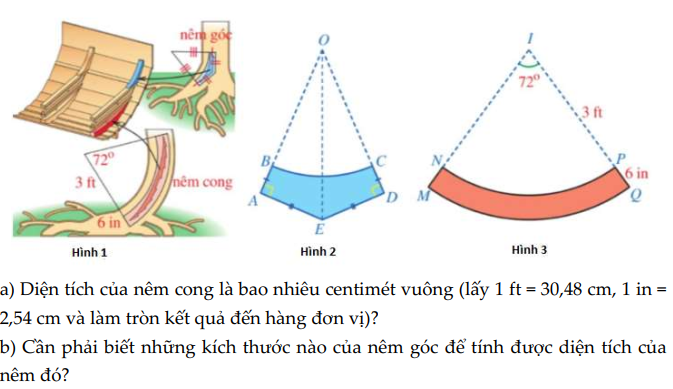 nêm góc
72°
3 ft
nêm cong
6 in
Hình 1
O
B
C
A
D
E
Hình 2
I
72°
3 ft
N
P
6 in
M
Q
Hình 3
a) Diện tích của nêm cong là bao nhiêu centimét vuông (lấy 1 ft = 30,48 cm, 1 in =
2,54 cm và làm tròn kết quả đến hàng đơn vị)?
b) Cần phải biết những kích thước nào của nêm góc để tính được diện tích của
nêm đó?